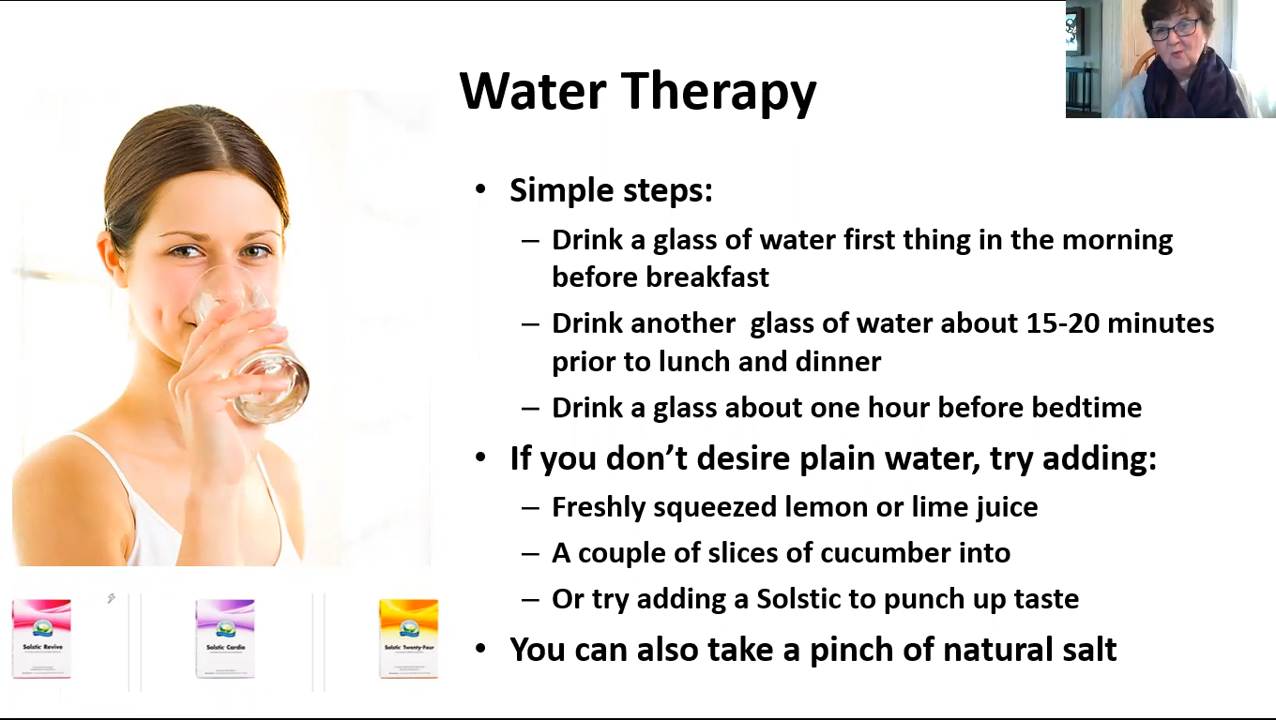 Water Therapy
• Simple steps:
– Drink a glass of water first thing in the morning
before breakfast
– Drink another  glass of water about 15-20 minutes
prior to lunch and dinner
– Drink a glass about one hour before bedtime
• If you don’t desire plain water, try adding:
– Freshly squeezed lemon or lime juice
– A couple of slices of cucumber into
– Or try adding a Solstic to punch up taste
• You can also take a pinch of natural salt
Solstic Revive
Solstic Cardio
Solstic Twenty-Four